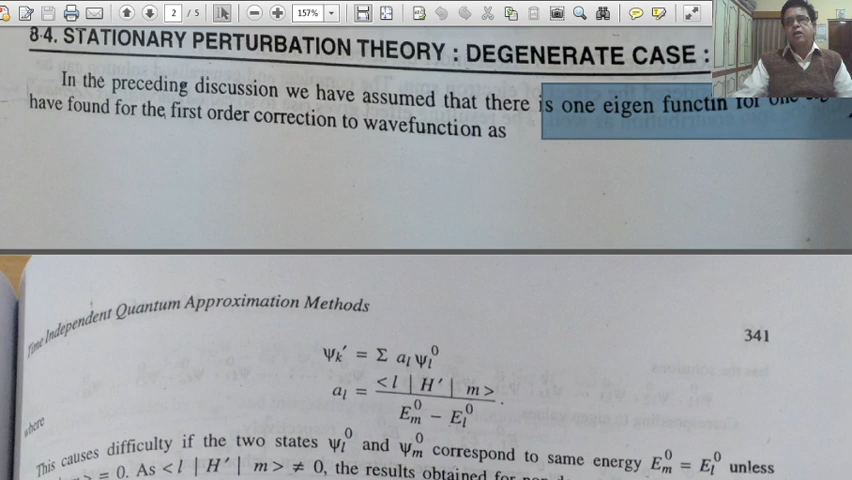 2 / 5
157%
8·4. STATIONARY PERTURBATION THEORY : DEGENERATE CASE :
In the preceding discussion we have assumed that there is one eigen functin for one
have found for the first order correction to wavefunction as
Time Independent Quantum Approximation Methods
341
Ψk′ = Σ al Ψl⁰
where
al = <l | H′ | m> / (Em⁰ − El⁰) .
This causes difficulty if the two states Ψl⁰ and Ψm⁰ correspond to same energy Em⁰ = El⁰ unless
> = 0. As <l | H′ | m> ≠ 0, the results obtained for